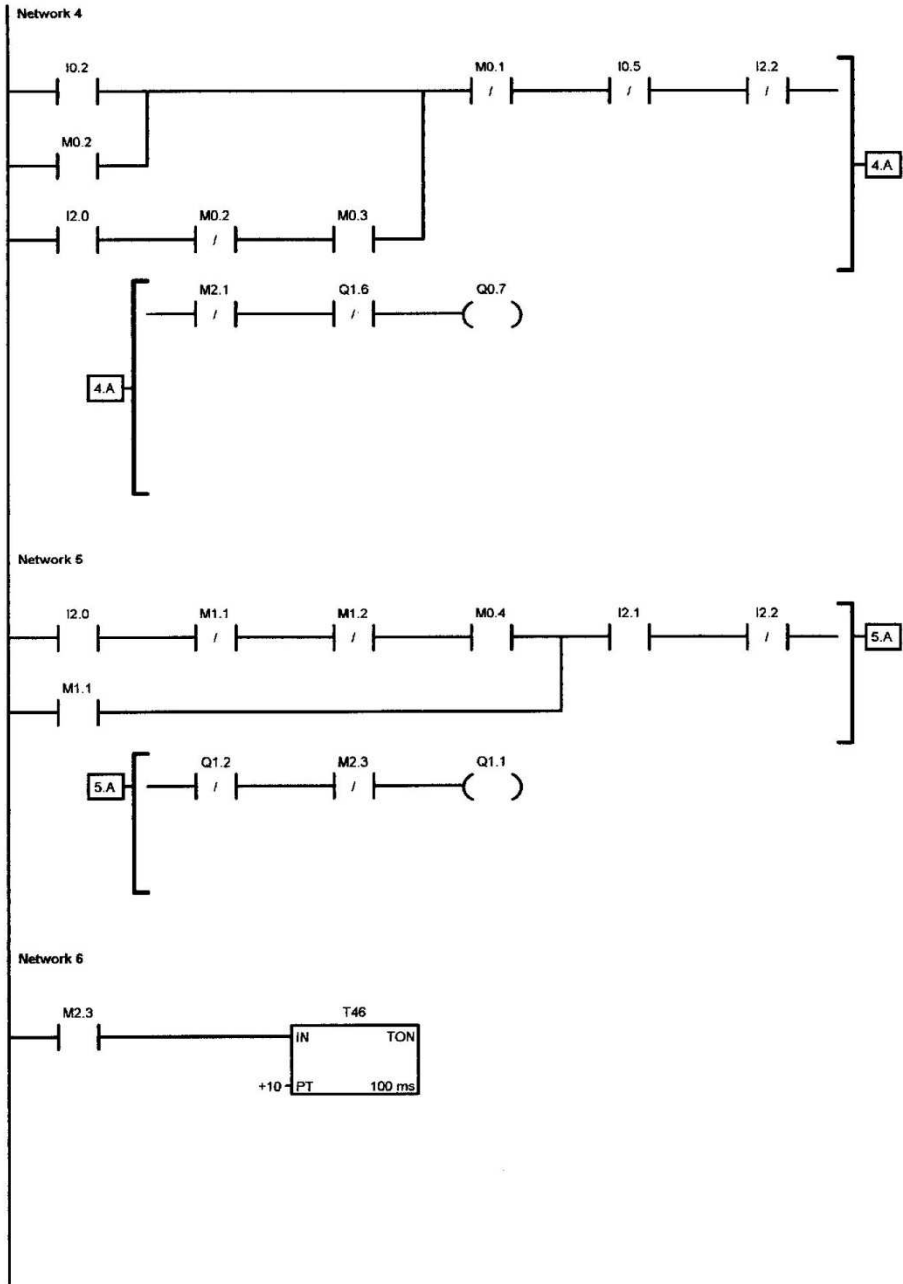 Network 4
I0.2 M0.1 I0.5 I2.2
/ / /
M0.2
4.A
I2.0 M0.2 M0.3
/
M2.1 Q1.6 Q0.7
/ /
4.A
Network 5
I2.0 M1.1 M1.2 M0.4 I2.1 I2.2
/ / / 5.A
M1.1
Q1.2 M2.3 Q1.1
5.A / /
Network 6
M2.3 T46
IN TON
+10 PT 100 ms